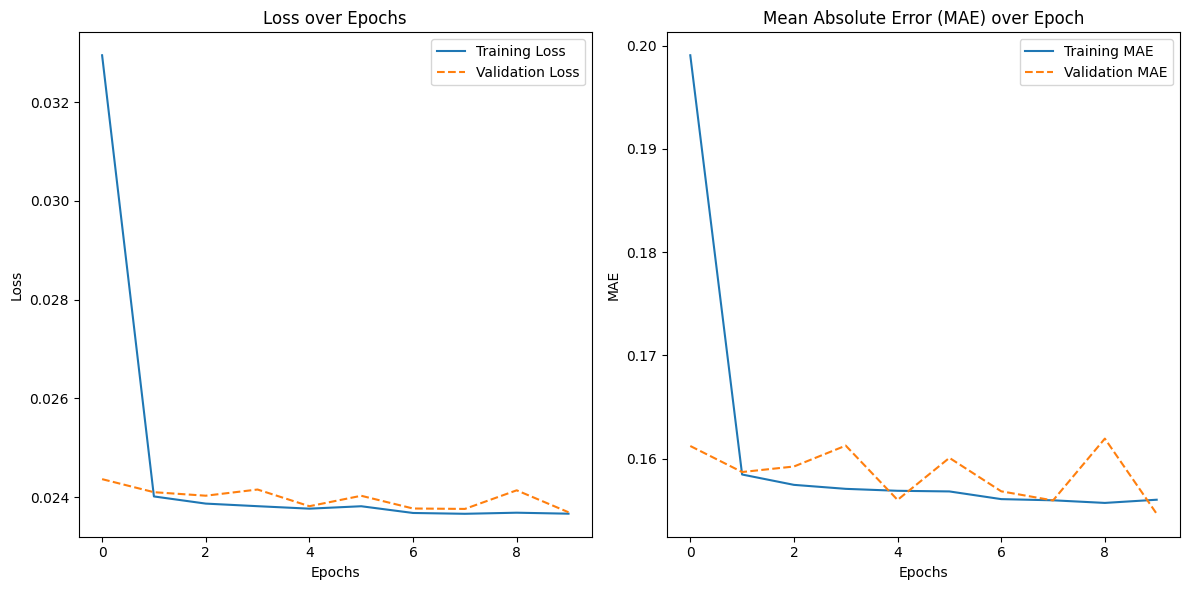 Loss over Epochs
Training Loss
Validation Loss
0.032
0.030
0.028
0.026
0.024
Loss
0 2 4 6 8
Epochs
Mean Absolute Error (MAE) over Epoch
Training MAE
Validation MAE
0.20
0.19
0.18
0.17
0.16
MAE
0 2 4 6 8
Epochs